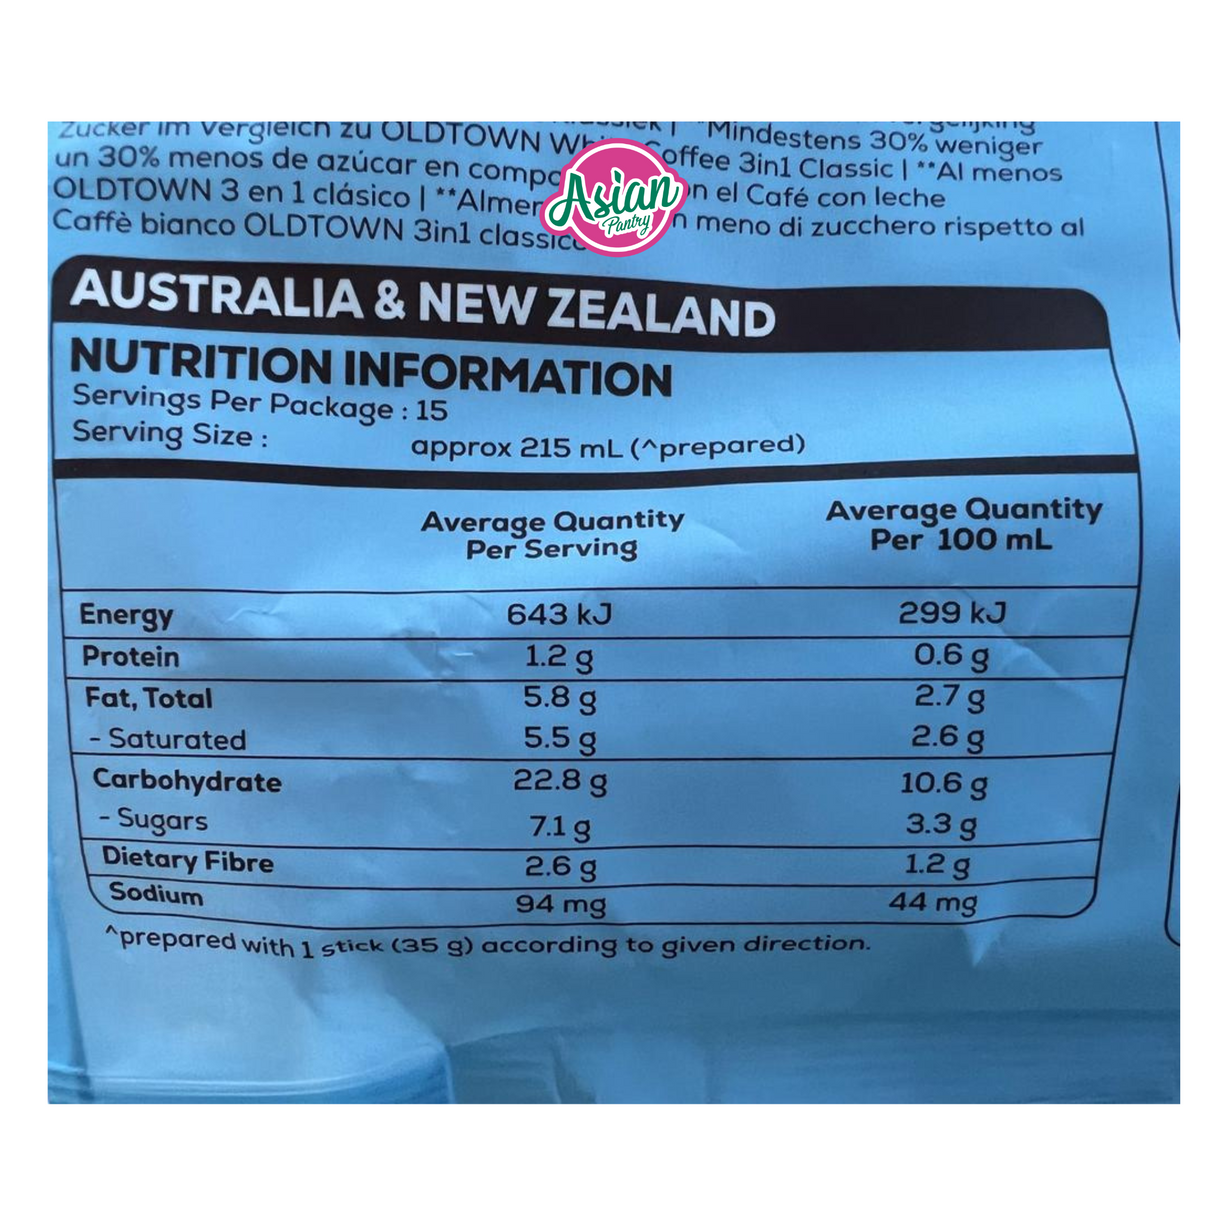 Zucker im Vergleich zu OLDTOWN Coffee 3in1 Classic | **Al menos
*Mindestens 30% weniger
un 30% menos de azúcar en n el Café con leche
OLDTOWN 3 en 1 clásico | n meno di zucchero rispetto al
Caffè bianco OLDTOWN 3in1 classico
Asian
Pantry
AUSTRALIA & NEW ZEALAND
NUTRITION INFORMATION
Servings Per Package : 15
Serving Size : approx 215 mL (^prepared)
Average Quantity Average Quantity
Per Serving Per 100 mL
Energy 643 kJ 299 kJ
Protein 1.2 g 0.6 g
Fat, Total 5.8 g 2.7 g
- Saturated 5.5 g 2.6 g
Carbohydrate 22.8 g 10.6 g
- Sugars 7.1 g 3.3 g
Dietary Fibre 2.6 g 1.2 g
Sodium 94 mg 44 mg
^prepared with 1 stick (35 g) according to given direction.